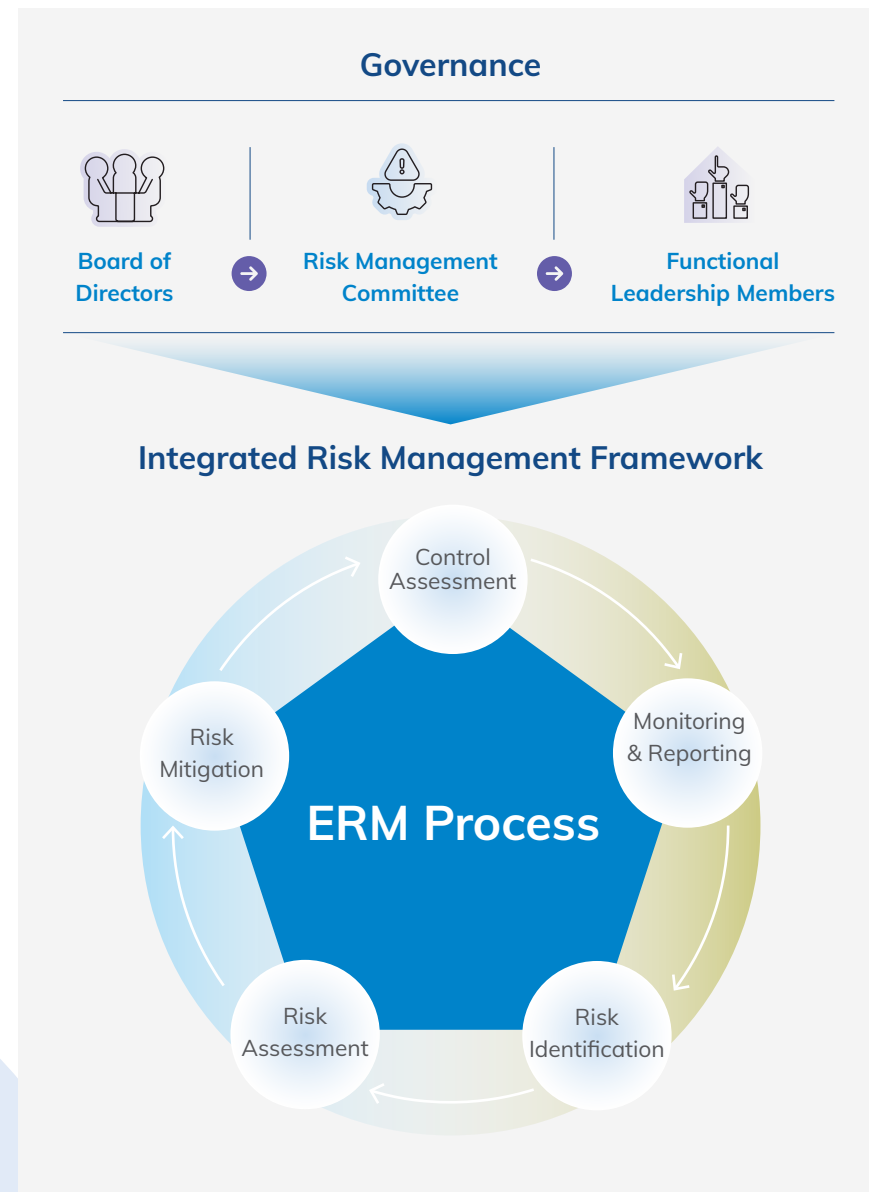 Governance
Board of
Directors
Risk Management
Committee
Functional
Leadership Members
Integrated Risk Management Framework
Control
Assessment
Monitoring
& Reporting
Risk
Mitigation
ERM Process
Risk
Assessment
Risk
Identification